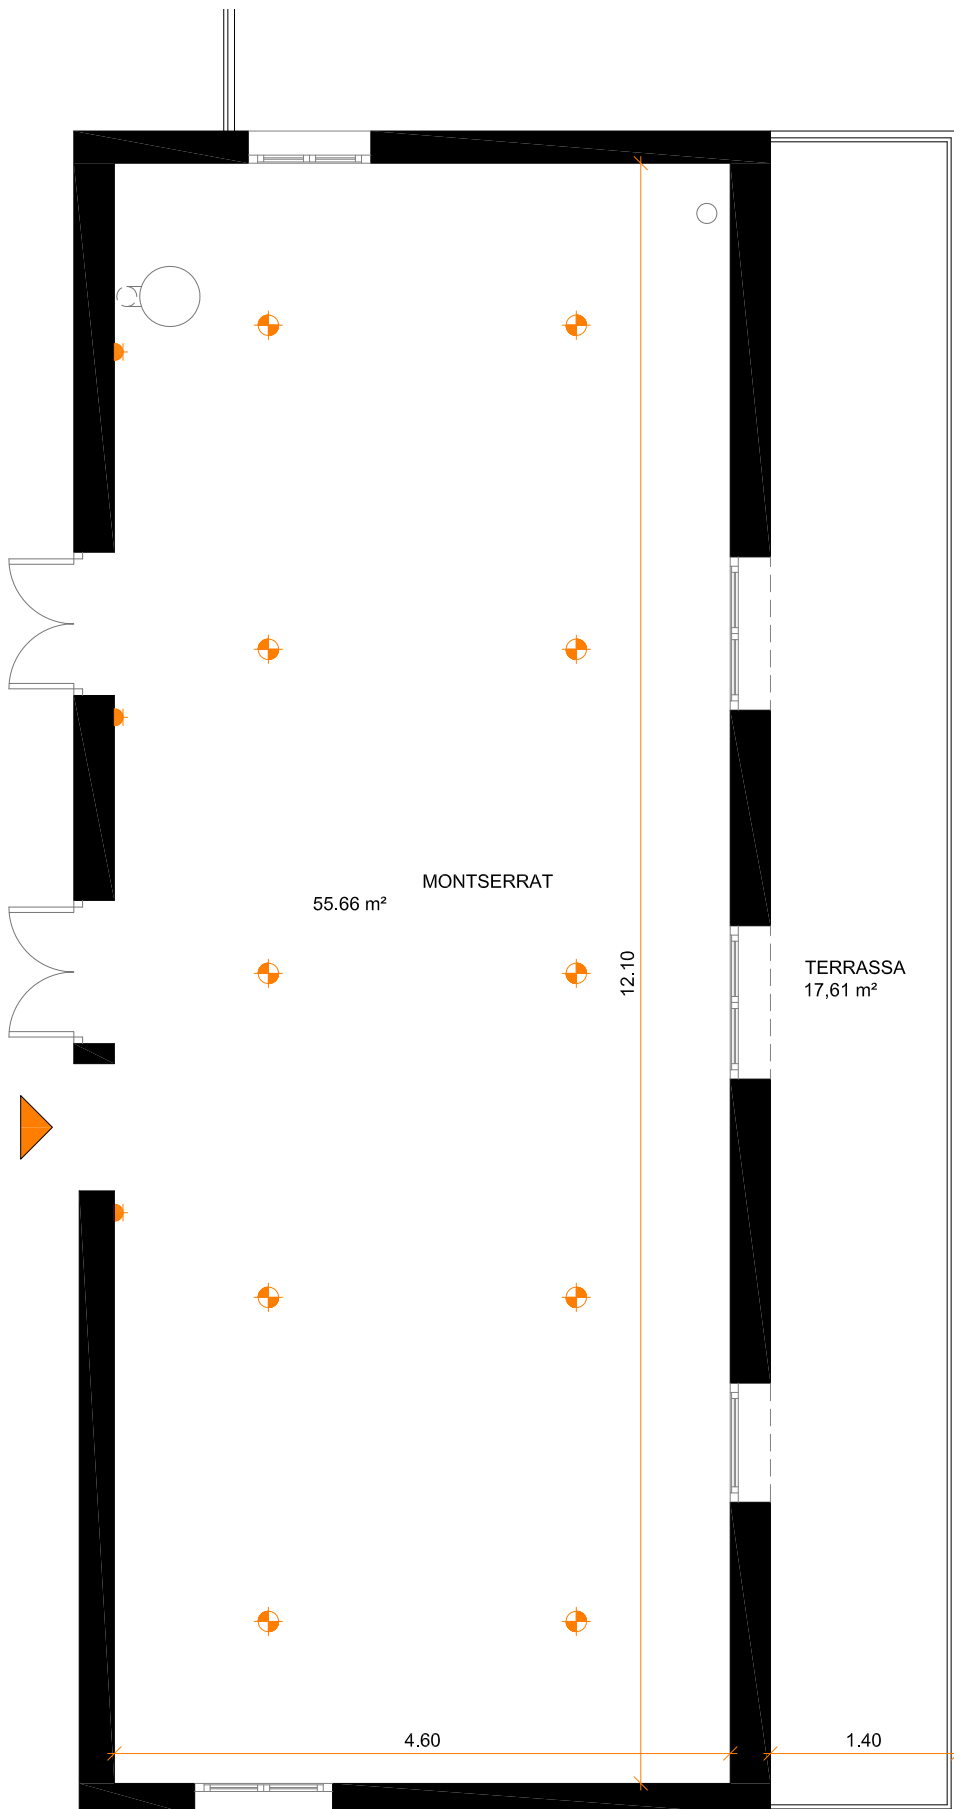 MONTSERRAT
55.66 m²
12.10
TERRASSA
17,61 m²
4.60
1.40